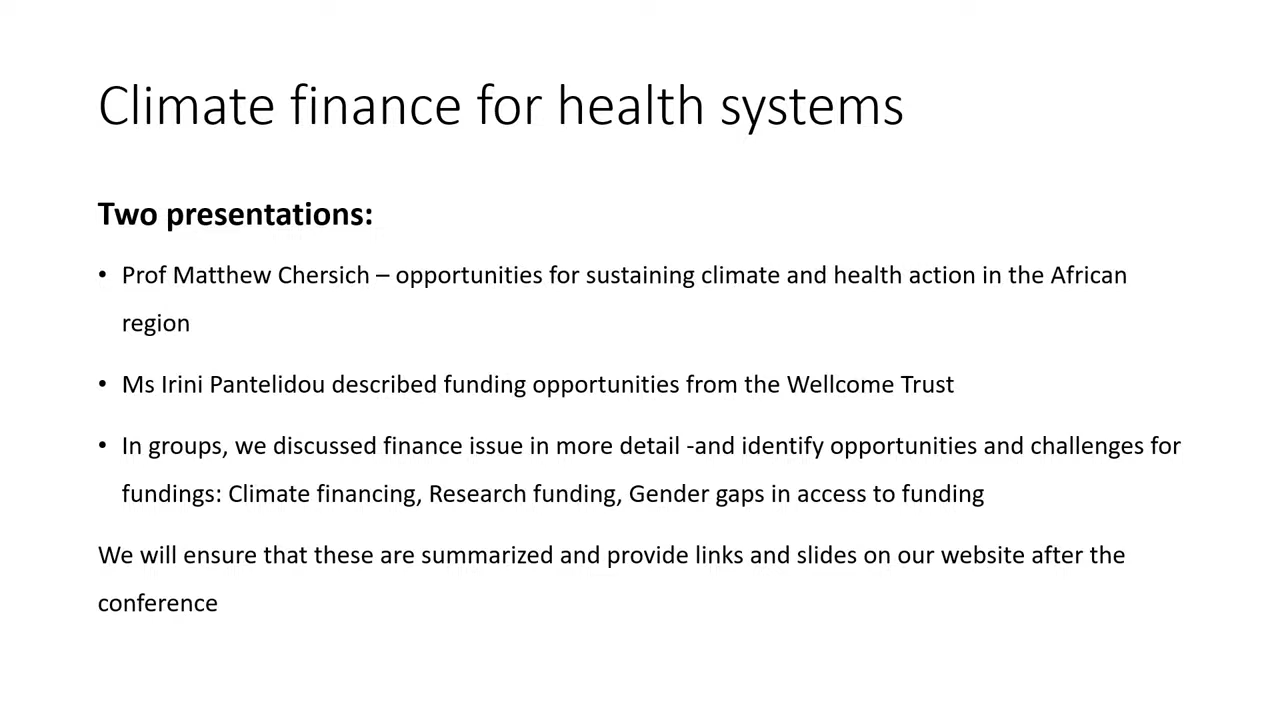 Climate finance for health systems
Two presentations:
• Prof Matthew Chersich – opportunities for sustaining climate and health action in the African
region
• Ms Irini Pantelidou described funding opportunities from the Wellcome Trust
• In groups, we discussed finance issue in more detail -and identify opportunities and challenges for
fundings: Climate financing, Research funding, Gender gaps in access to funding
We will ensure that these are summarized and provide links and slides on our website after the
conference